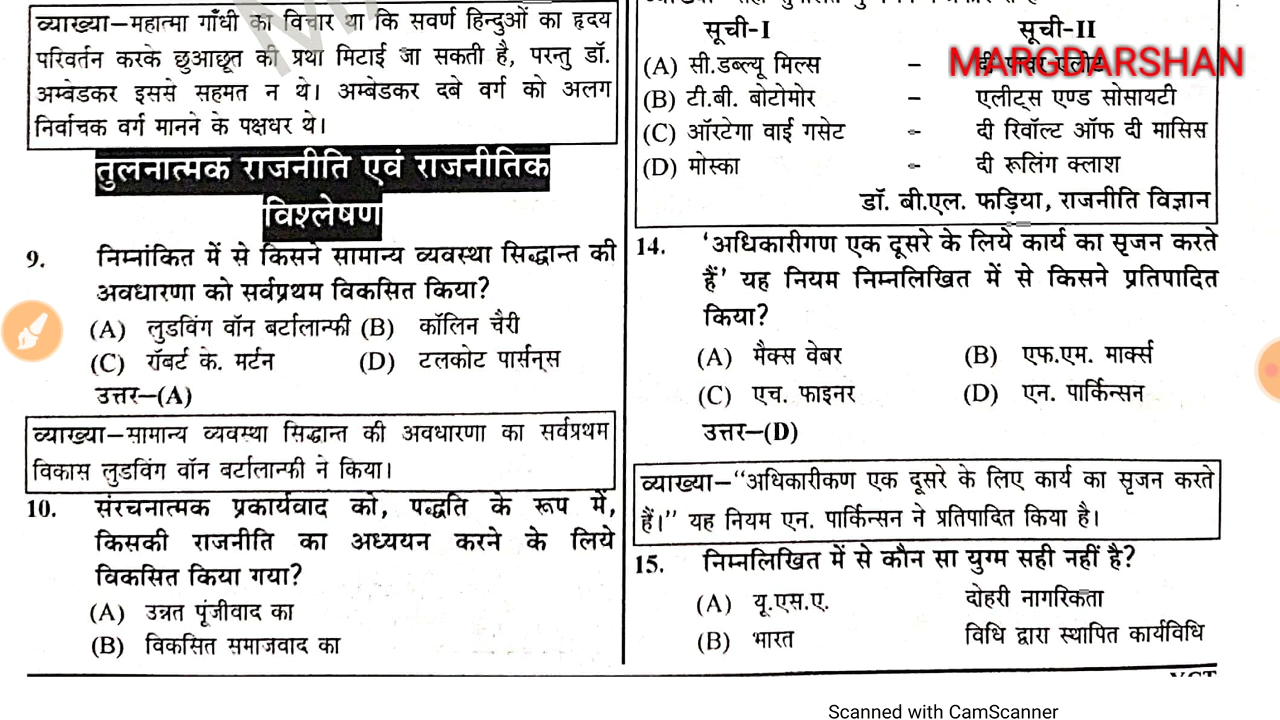 व्याख्या–महात्मा गाँधी का विचार था कि सवर्ण हिन्दुओं का हृदय
परिवर्तन करके छुआछूत की प्रथा मिटाई जा सकती है, परन्तु डॉ.
अम्बेडकर इससे सहमत न थे। अम्बेडकर दबे वर्ग को अलग
निर्वाचक वर्ग मानने के पक्षधर थे।
तुलनात्मक राजनीति एवं राजनीतिक
विश्लेषण
9. निम्नांकित में से किसने सामान्य व्यवस्था सिद्धान्त की
अवधारणा को सर्वप्रथम विकसित किया?
(A) लुडविंग वॉन बर्टालान्फी (B) कॉलिन चैरी
(C) रॉबर्ट के. मर्टन (D) टलकोट पार्सन्स
उत्तर–(A)
व्याख्या–सामान्य व्यवस्था सिद्धान्त की अवधारणा का सर्वप्रथम
विकास लुडविंग वॉन बर्टालान्फी ने किया।
10. संरचनात्मक प्रकार्यवाद को, पद्धति के रूप में,
किसकी राजनीति का अध्ययन करने के लिये
विकसित किया गया?
(A) उन्नत पूंजीवाद का
(B) विकसित समाजवाद का
सूची-I सूची-II
MARGDARSHAN
(A) सी.डब्ल्यू मिल्स –
(B) टी.बी. बोटोमोर – एलीट्स एण्ड सोसायटी
(C) ऑरटेगा वाई गसेट – दी रिवॉल्ट ऑफ दी मासिस
(D) मोस्का – दी रूलिंग क्लाश
डॉ. बी.एल. फड़िया, राजनीति विज्ञान
14. 'अधिकारीगण एक दूसरे के लिये कार्य का सृजन करते
हैं' यह नियम निम्नलिखित में से किसने प्रतिपादित
किया?
(A) मैक्स वेबर (B) एफ.एम. मार्क्स
(C) एच. फाइनर (D) एन. पार्किन्सन
उत्तर–(D)
व्याख्या–"अधिकारीकण एक दूसरे के लिए कार्य का सृजन करते
हैं।" यह नियम एन. पार्किन्सन ने प्रतिपादित किया है।
15. निम्नलिखित में से कौन सा युग्म सही नहीं है?
(A) यू.एस.ए. दोहरी नागरिकता
(B) भारत विधि द्वारा स्थापित कार्यविधि
Scanned with CamScanner